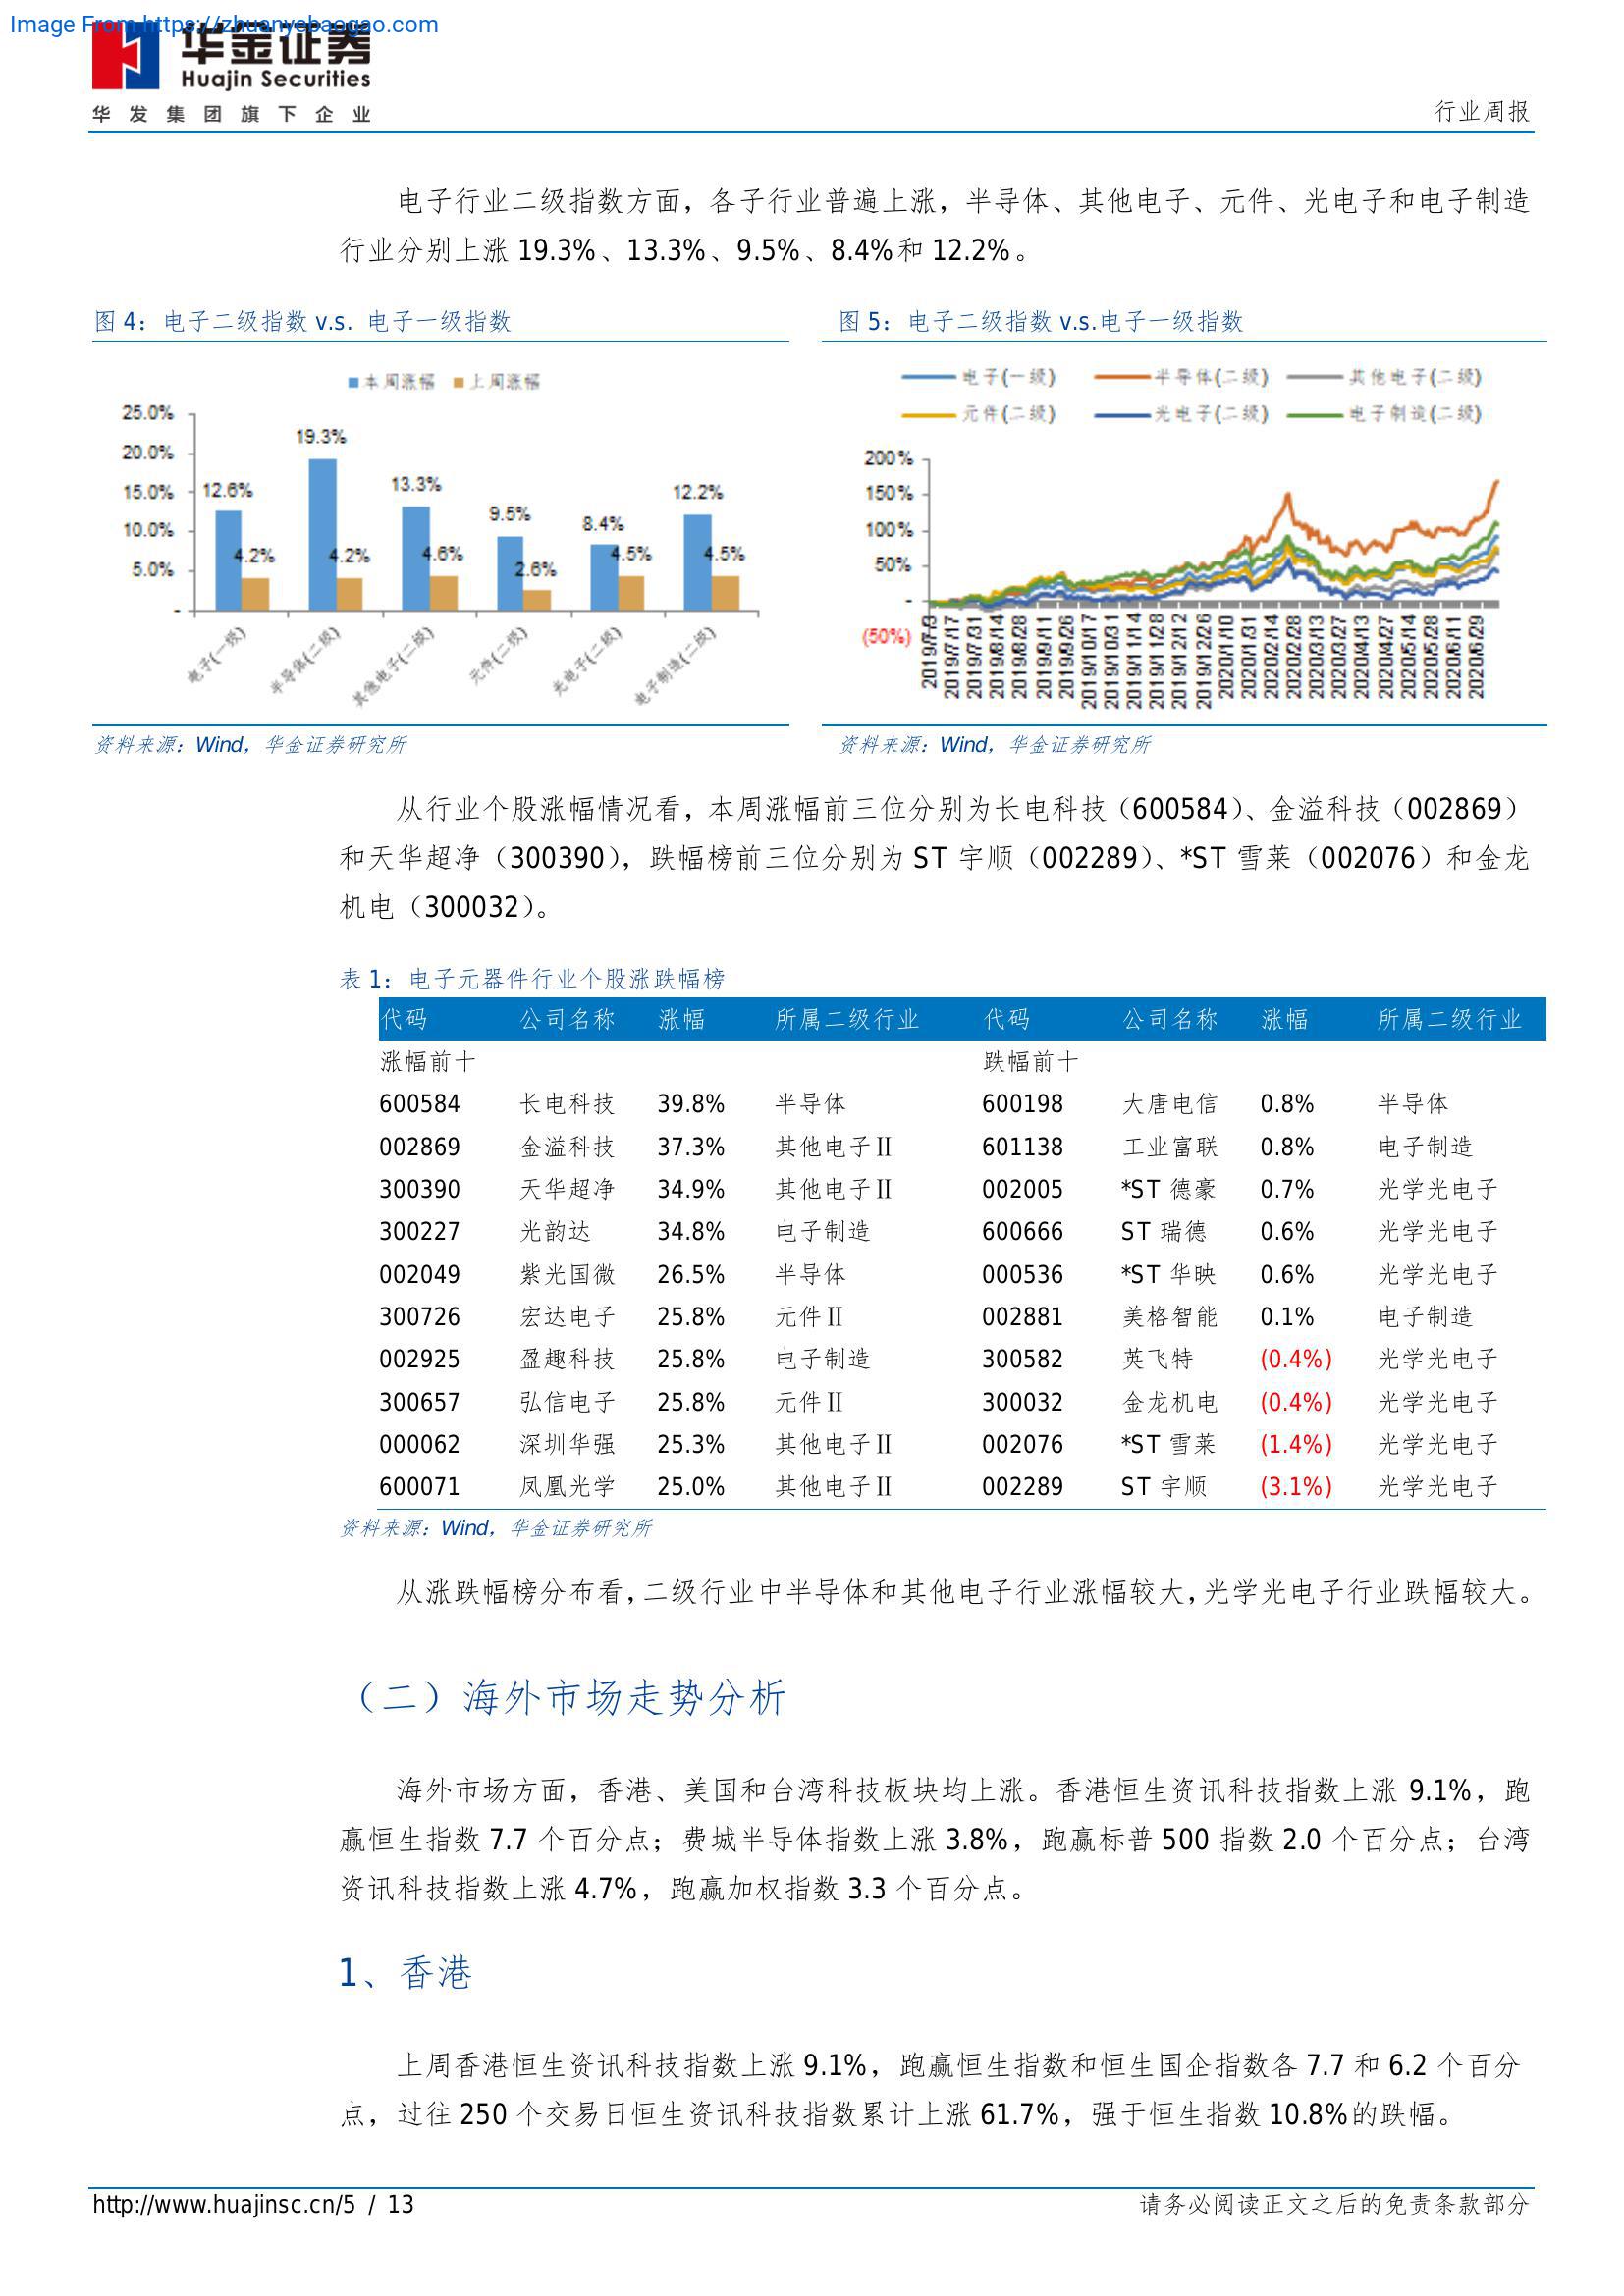 Image From https://zhuanyebaogao.com
华金证券
Huajin Securities
华发集团旗下企业
行业周报
电子行业二级指数方面，各子行业普遍上涨，半导体、其他电子、元件、光电子和电子制造
行业分别上涨 19.3%、13.3%、9.5%、8.4%和 12.2%。
图 4：电子二级指数 v.s. 电子一级指数
本周涨幅 上周涨幅
25.0%
20.0%
15.0%
10.0%
5.0%
-
12.6% 4.2% 19.3% 4.2% 13.3% 4.6% 9.5% 2.6% 8.4% 4.5% 12.2% 4.5%
电子(一级) 半导体(二级) 其他电子(二级) 元件(二级) 光电子(二级) 电子制造(二级)
资料来源：Wind，华金证券研究所
图 5：电子二级指数 v.s.电子一级指数
电子(一级) 半导体(二级) 其他电子(二级)
元件(二级) 光电子(二级) 电子制造(二级)
200%
150%
100%
50%
-
(50%)
2019/7/3 2019/7/17 2019/7/31 2019/8/14 2019/8/28 2019/9/11 2019/9/26 2019/10/17 2019/10/31 2019/11/14 2019/11/28 2019/12/12 2019/12/26 2020/1/10 2020/1/31 2020/2/14 2020/2/28 2020/3/13 2020/3/27 2020/4/13 2020/4/27 2020/5/14 2020/5/28 2020/6/11 2020/6/29
资料来源：Wind，华金证券研究所
从行业个股涨幅情况看，本周涨幅前三位分别为长电科技（600584）、金溢科技（002869）
和天华超净（300390），跌幅榜前三位分别为 ST 宇顺（002289）、*ST 雪莱（002076）和金龙
机电（300032）。
表 1：电子元器件行业个股涨跌幅榜
代码 公司名称 涨幅 所属二级行业 代码 公司名称 涨幅 所属二级行业
涨幅前十 跌幅前十
600584 长电科技 39.8% 半导体 600198 大唐电信 0.8% 半导体
002869 金溢科技 37.3% 其他电子Ⅱ 601138 工业富联 0.8% 电子制造
300390 天华超净 34.9% 其他电子Ⅱ 002005 *ST 德豪 0.7% 光学光电子
300227 光韵达 34.8% 电子制造 600666 ST 瑞德 0.6% 光学光电子
002049 紫光国微 26.5% 半导体 000536 *ST 华映 0.6% 光学光电子
300726 宏达电子 25.8% 元件Ⅱ 002881 美格智能 0.1% 电子制造
002925 盈趣科技 25.8% 电子制造 300582 英飞特 (0.4%) 光学光电子
300657 弘信电子 25.8% 元件Ⅱ 300032 金龙机电 (0.4%) 光学光电子
000062 深圳华强 25.3% 其他电子Ⅱ 002076 *ST 雪莱 (1.4%) 光学光电子
600071 凤凰光学 25.0% 其他电子Ⅱ 002289 ST 宇顺 (3.1%) 光学光电子
资料来源：Wind，华金证券研究所
从涨跌幅榜分布看，二级行业中半导体和其他电子行业涨幅较大，光学光电子行业跌幅较大。
（二）海外市场走势分析
海外市场方面，香港、美国和台湾科技板块均上涨。香港恒生资讯科技指数上涨 9.1%，跑
赢恒生指数 7.7 个百分点；费城半导体指数上涨 3.8%，跑赢标普 500 指数 2.0 个百分点；台湾
资讯科技指数上涨 4.7%，跑赢加权指数 3.3 个百分点。
1、香港
上周香港恒生资讯科技指数上涨 9.1%，跑赢恒生指数和恒生国企指数各 7.7 和 6.2 个百分
点，过往 250 个交易日恒生资讯科技指数累计上涨 61.7%，强于恒生指数 10.8%的跌幅。
http://www.huajinsc.cn/5 / 13
请务必阅读正文之后的免责条款部分